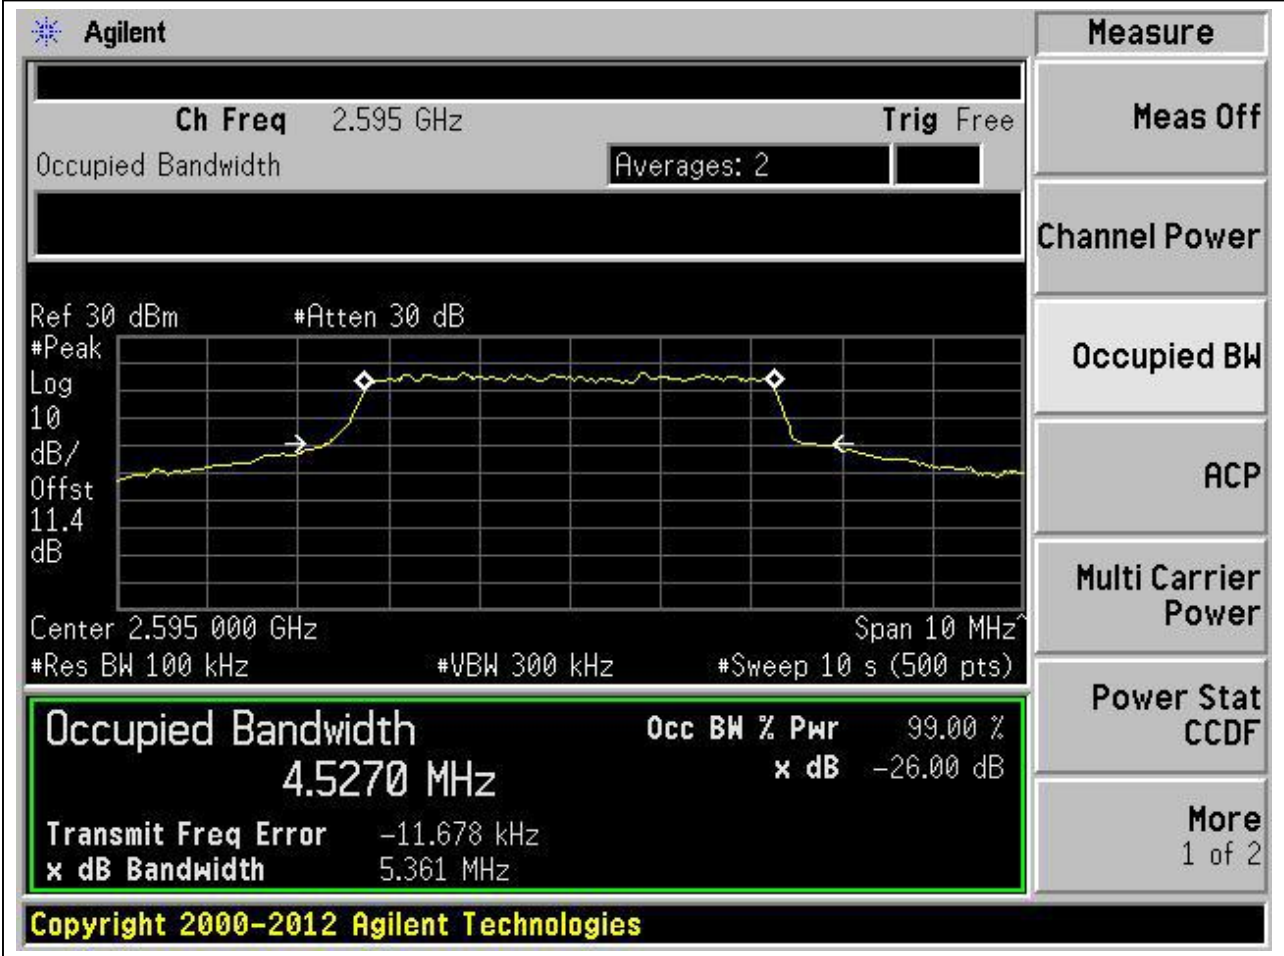 Agilent
Measure
Ch Freq 2.595 GHz Trig Free
Occupied Bandwidth Averages: 2
Meas Off
Channel Power
Occupied BW
ACP
Multi Carrier
Power
Power Stat
CCDF
More
1 of 2
Ref 30 dBm #Atten 30 dB
#Peak
Log
10
dB/
Offst
11.4
dB
Center 2.595 000 GHz Span 10 MHz^
#Res BW 100 kHz #VBW 300 kHz #Sweep 10 s (500 pts)
Occupied Bandwidth Occ BW % Pwr 99.00 %
4.5270 MHz x dB -26.00 dB
Transmit Freq Error -11.678 kHz
x dB Bandwidth 5.361 MHz
Copyright 2000-2012 Agilent Technologies